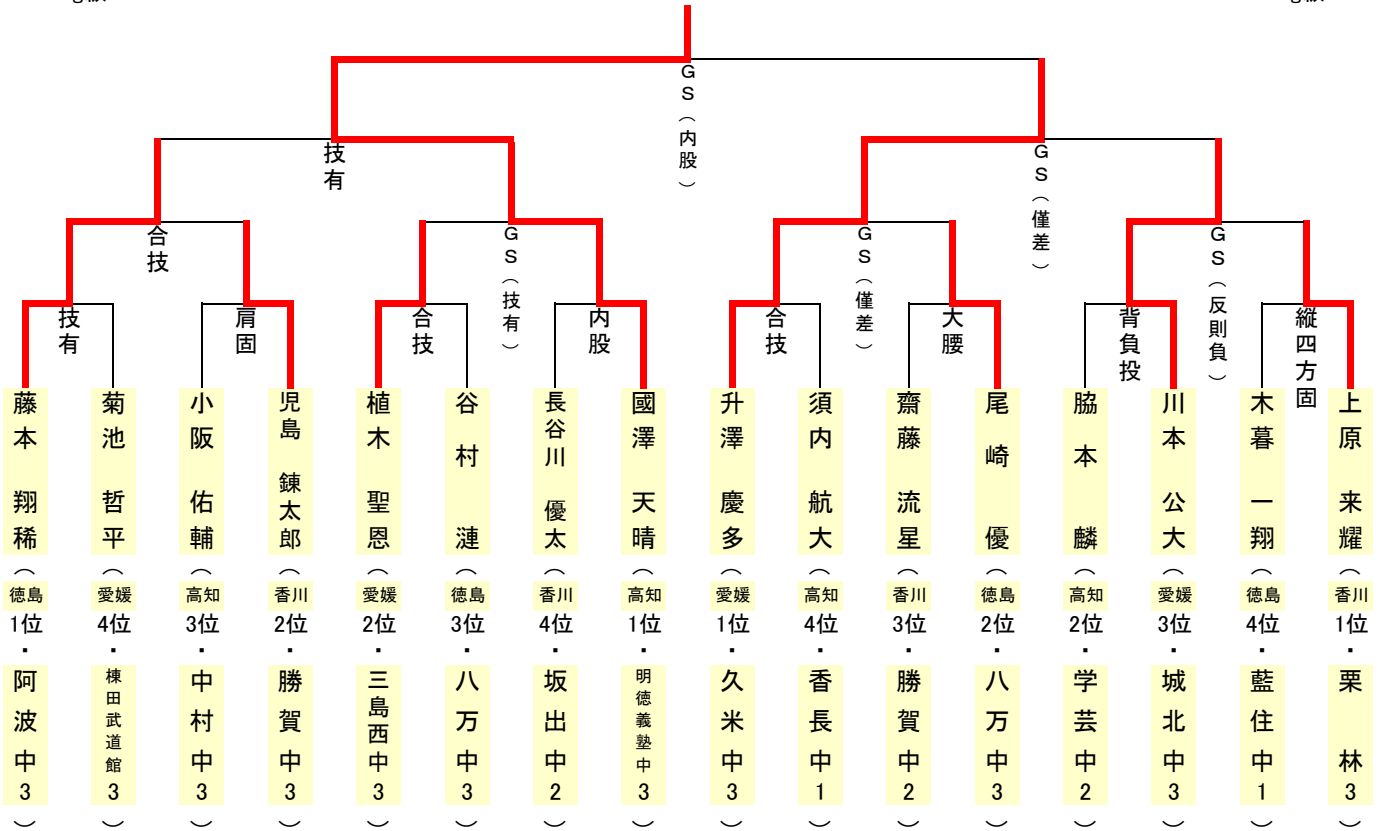 GS（内股）
技有
GS（僅差）
合技
GS（技有）
GS（僅差）
GS（反則負）
技有
肩固
合技
内股
合技
大腰
背負投
縦四方固
藤本 翔稀（徳島1位・阿波中3）
菊池 哲平（愛媛4位・棟田武道館3）
小阪 佑輔（高知3位・中村中3）
児島 錬太郎（香川2位・勝賀中3）
植木 聖恩（愛媛2位・三島西中3）
谷村 漣（徳島3位・八万中3）
長谷川 優太（香川4位・坂出中2）
國澤 天晴（高知1位・明徳義塾中3）
升澤 慶多（愛媛1位・久米中3）
須内 航大（高知4位・香長中1）
齋藤 流星（香川3位・勝賀中2）
尾崎 優（徳島2位・八万中3）
脇本 麟（高知2位・学芸中2）
川本 公大（愛媛3位・城北中3）
木暮 一翔（徳島4位・藍住中1）
上原 来耀（香川1位・栗林3）